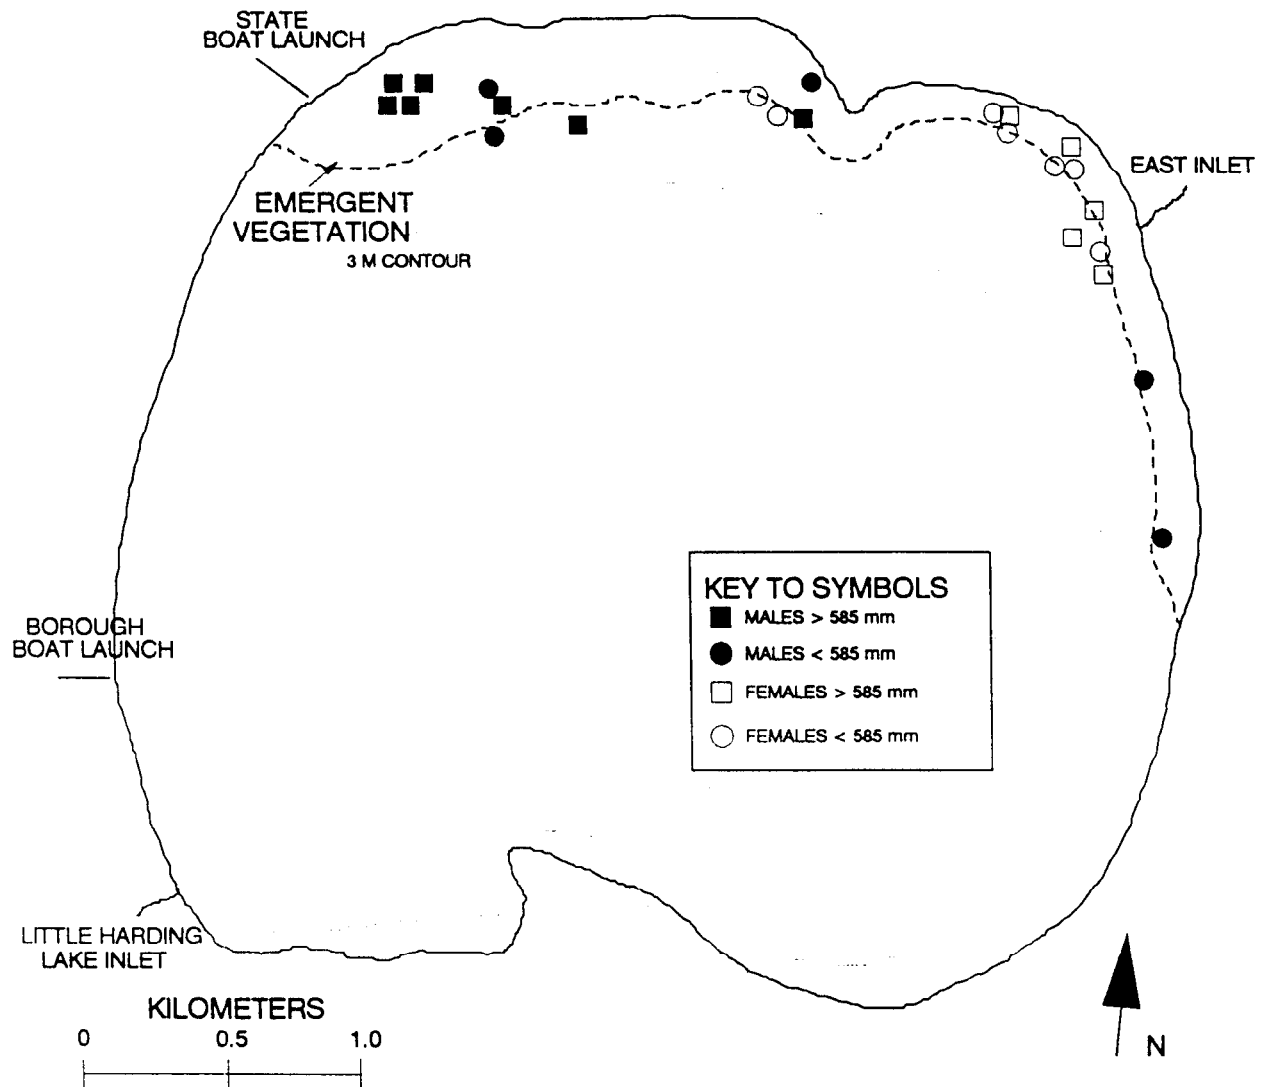 STATE
BOAT LAUNCH
EAST INLET
EMERGENT
VEGETATION
3 M CONTOUR
KEY TO SYMBOLS
MALES > 585 mm
MALES < 585 mm
FEMALES > 585 mm
FEMALES < 585 mm
BOROUGH
BOAT LAUNCH
LITTLE HARDING
LAKE INLET
KILOMETERS
0 0.5 1.0
N